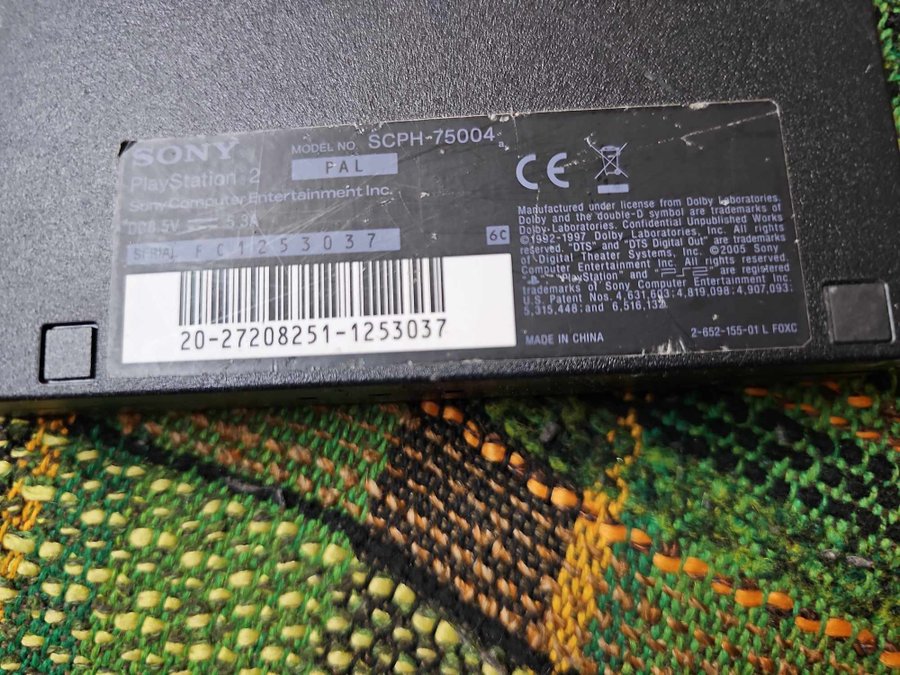 SONY
PlayStation 2
Sony Computer Entertainment Inc.
MODEL NO. SCPH-75004 a
PAL
DC8.5V 5.3A
SERIAL FC1253037
6C
20-27208251-1253037
CE
Manufactured under license from Dolby Laboratories.
Dolby and the double-D symbol are trademarks of
Dolby Laboratories. Confidential Unpublished Works
©1992-1997 Dolby Laboratories, Inc. All rights
reserved. "DTS" and "DTS Digital Out" are trademarks
of Digital Theater Systems, Inc. ©2005 Sony
Computer Entertainment Inc. All rights reserved.
"PlayStation" and "PS2" are registered
trademarks of Sony Computer Entertainment Inc.
U.S. Patent Nos. 4,631,603; 4,819,098; 4,907,093;
5,315,448; and 6,516,132.
MADE IN CHINA
2-652-155-01 L FOXC